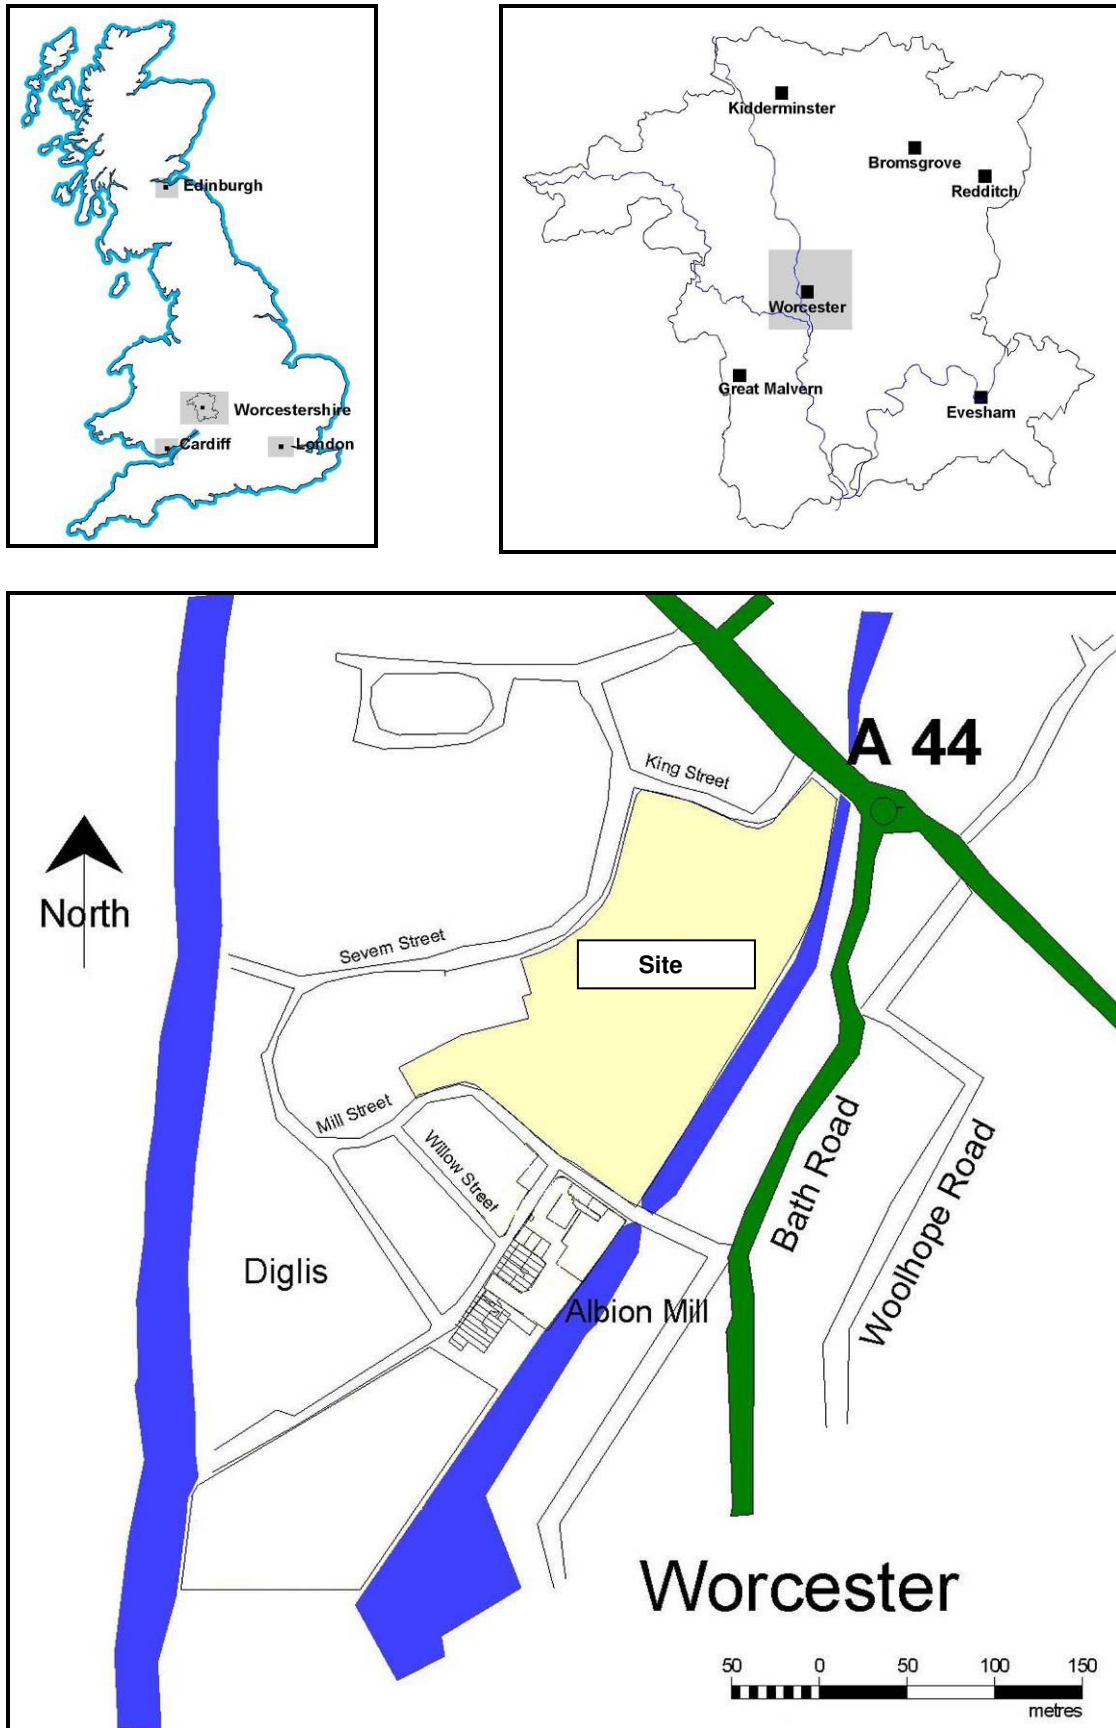 Edinburgh
Worcestershire
Cardiff
London
Kidderminster
Bromsgrove
Redditch
Worcester
Great Malvern
Evesham
A 44
King Street
North
Severn Street
Site
Mill Street
Willow Street
Bath Road
Woolhope Road
Diglis
Albion Mill
Worcester
50 0 50 100 150
metres